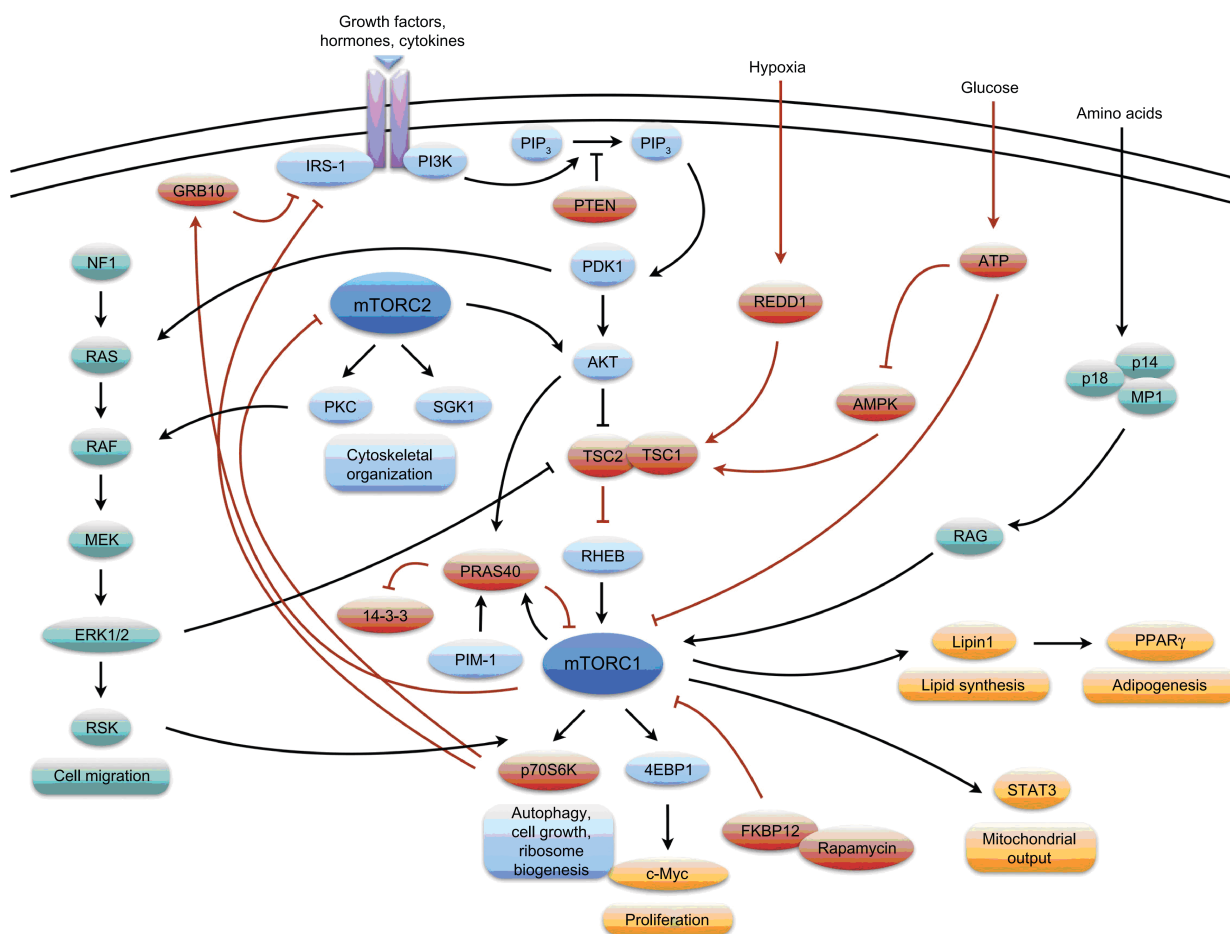 Growth factors,
hormones, cytokines
Hypoxia
Glucose
Amino acids
IRS-1
PI3K
PIP3
PIP3
GRB10
PTEN
NF1
PDK1
ATP
mTORC2
REDD1
RAS
AKT
p14
p18
MP1
PKC
SGK1
AMPK
RAF
Cytoskeletal
organization
TSC2
TSC1
MEK
RHEB
RAG
PRAS40
14-3-3
ERK1/2
PIM-1
mTORC1
Lipin1
PPARγ
Lipid synthesis
Adipogenesis
RSK
Cell migration
p70S6K
4EBP1
STAT3
Autophagy,
cell growth,
ribosome
biogenesis
FKBP12
Rapamycin
Mitochondrial
output
c-Myc
Proliferation